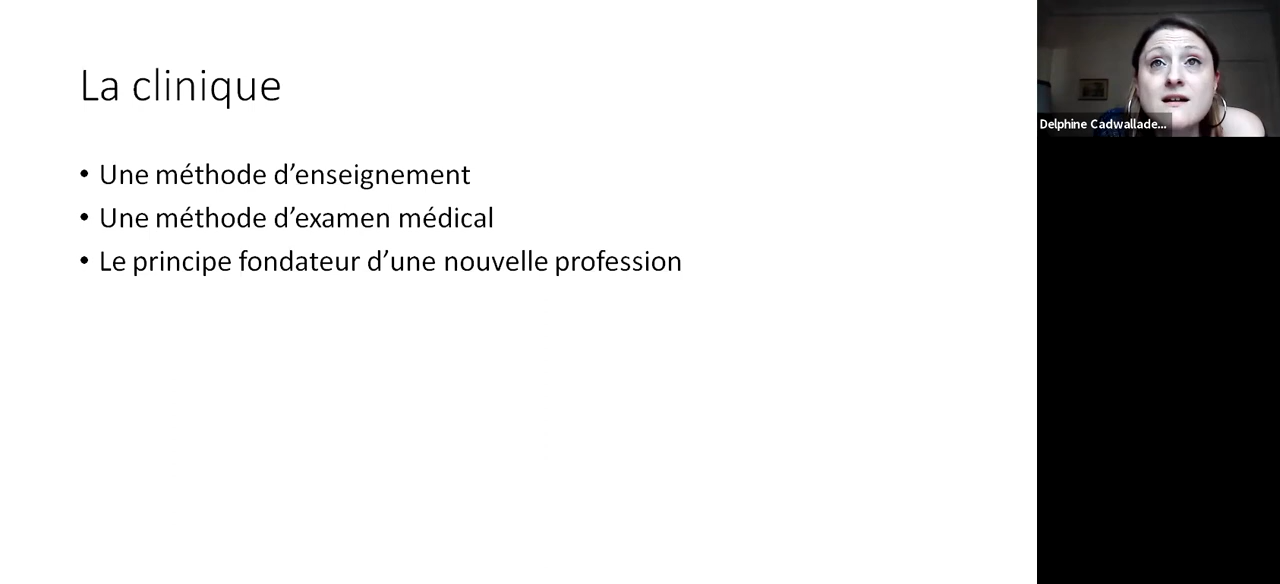 La clinique
• Une méthode d’enseignement
• Une méthode d’examen médical
• Le principe fondateur d’une nouvelle profession
Delphine Cadwallade...